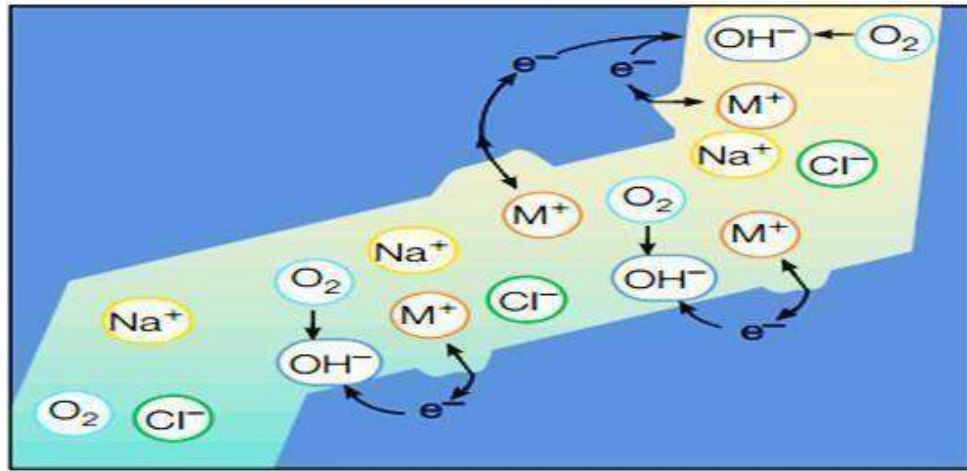 OH⁻ O₂
e⁻ e⁻
M⁺
Na⁺ Cl⁻
O₂
M⁺
M⁺
Na⁺
O₂
OH⁻
Cl⁻
M⁺
Na⁺
e⁻
OH⁻
O₂ Cl⁻ e⁻